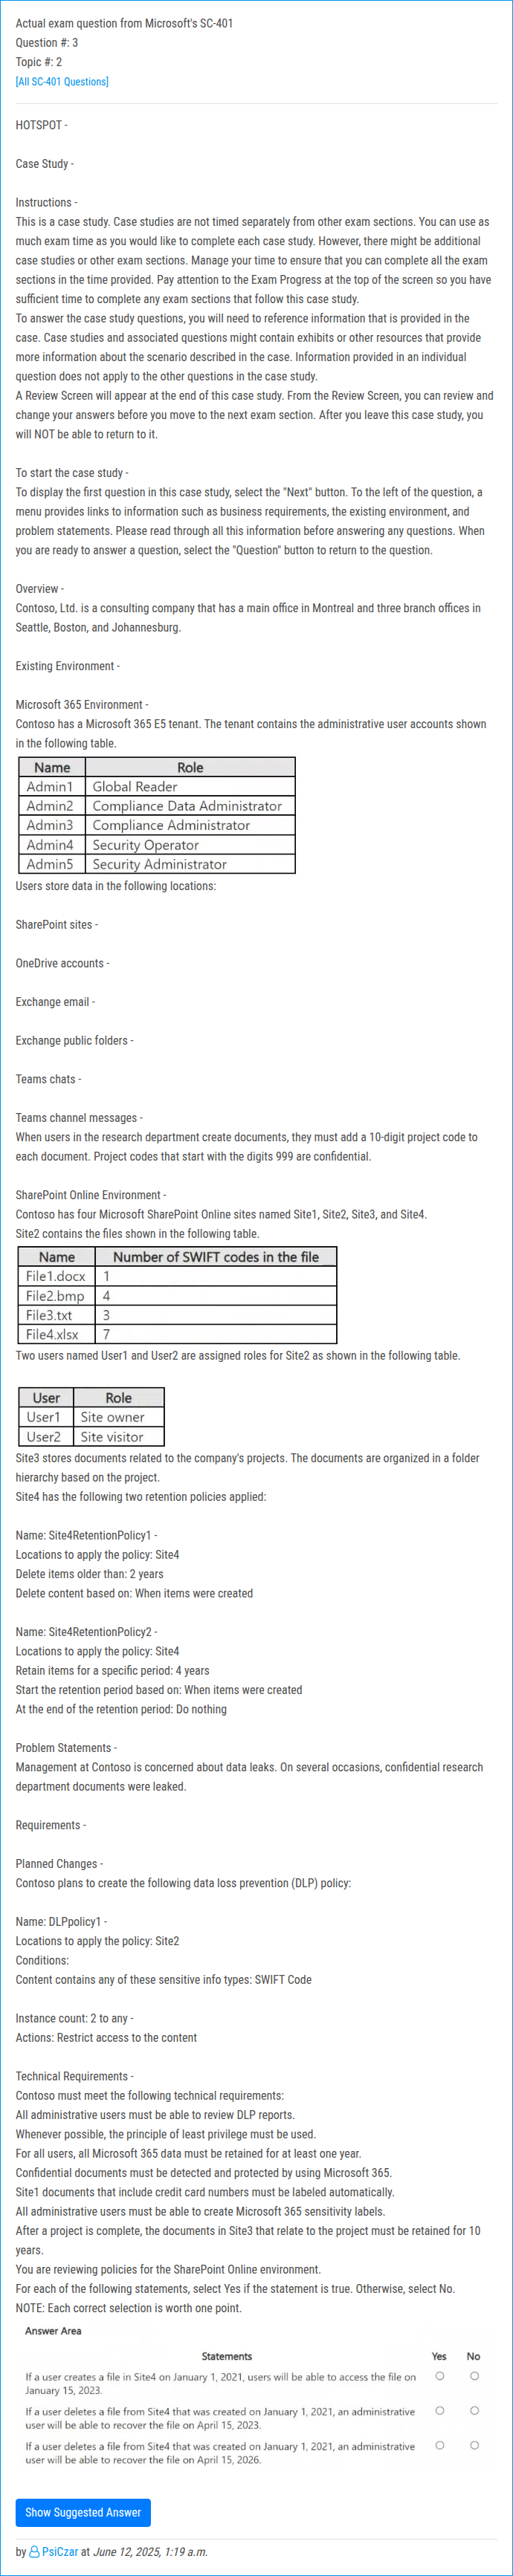 Actual exam question from Microsoft's SC-401
Question #: 3
Topic #: 2
[All SC-401 Questions]
HOTSPOT -
Case Study -
Instructions -
This is a case study. Case studies are not timed separately from other exam sections. You can use as
much exam time as you would like to complete each case study. However, there might be additional
case studies or other exam sections. Manage your time to ensure that you can complete all the exam
sections in the time provided. Pay attention to the Exam Progress at the top of the screen so you have
sufficient time to complete any exam sections that follow this case study.
To answer the case study questions, you will need to reference information that is provided in the
case. Case studies and associated questions might contain exhibits or other resources that provide
more information about the scenario described in the case. Information provided in an individual
question does not apply to the other questions in the case study.
A Review Screen will appear at the end of this case study. From the Review Screen, you can review and
change your answers before you move to the next exam section. After you leave this case study, you
will NOT be able to return to it.
To start the case study -
To display the first question in this case study, select the "Next" button. To the left of the question, a
menu provides links to information such as business requirements, the existing environment, and
problem statements. Please read through all this information before answering any questions. When
you are ready to answer a question, select the "Question" button to return to the question.
Overview -
Contoso, Ltd. is a consulting company that has a main office in Montreal and three branch offices in
Seattle, Boston, and Johannesburg.
Existing Environment -
Microsoft 365 Environment -
Contoso has a Microsoft 365 E5 tenant. The tenant contains the administrative user accounts shown
in the following table.
Name Role
Admin1 Global Reader
Admin2 Compliance Data Administrator
Admin3 Compliance Administrator
Admin4 Security Operator
Admin5 Security Administrator
Users store data in the following locations:
SharePoint sites -
OneDrive accounts -
Exchange email -
Exchange public folders -
Teams chats -
Teams channel messages -
When users in the research department create documents, they must add a 10-digit project code to
each document. Project codes that start with the digits 999 are confidential.
SharePoint Online Environment -
Contoso has four Microsoft SharePoint Online sites named Site1, Site2, Site3, and Site4.
Site2 contains the files shown in the following table.
Name Number of SWIFT codes in the file
File1.docx 1
File2.bmp 4
File3.txt 3
File4.xlsx 7
Two users named User1 and User2 are assigned roles for Site2 as shown in the following table.
User Role
User1 Site owner
User2 Site visitor
Site3 stores documents related to the company's projects. The documents are organized in a folder
hierarchy based on the project.
Site4 has the following two retention policies applied:
Name: Site4RetentionPolicy1 -
Locations to apply the policy: Site4
Delete items older than: 2 years
Delete content based on: When items were created
Name: Site4RetentionPolicy2 -
Locations to apply the policy: Site4
Retain items for a specific period: 4 years
Start the retention period based on: When items were created
At the end of the retention period: Do nothing
Problem Statements -
Management at Contoso is concerned about data leaks. On several occasions, confidential research
department documents were leaked.
Requirements -
Planned Changes -
Contoso plans to create the following data loss prevention (DLP) policy:
Name: DLPpolicy1 -
Locations to apply the policy: Site2
Conditions:
Content contains any of these sensitive info types: SWIFT Code
Instance count: 2 to any -
Actions: Restrict access to the content
Technical Requirements -
Contoso must meet the following technical requirements:
All administrative users must be able to review DLP reports.
Whenever possible, the principle of least privilege must be used.
For all users, all Microsoft 365 data must be retained for at least one year.
Confidential documents must be detected and protected by using Microsoft 365.
Site1 documents that include credit card numbers must be labeled automatically.
All administrative users must be able to create Microsoft 365 sensitivity labels.
After a project is complete, the documents in Site3 that relate to the project must be retained for 10
years.
You are reviewing policies for the SharePoint Online environment.
For each of the following statements, select Yes if the statement is true. Otherwise, select No.
NOTE: Each correct selection is worth one point.
Answer Area
Statements Yes No
If a user creates a file in Site4 on January 1, 2021, users will be able to access the file on
January 15, 2023.
If a user deletes a file from Site4 that was created on January 1, 2021, an administrative
user will be able to recover the file on April 15, 2023.
If a user deletes a file from Site4 that was created on January 1, 2021, an administrative
user will be able to recover the file on April 15, 2026.
Show Suggested Answer
by PsiCzar at June 12, 2025, 1:19 a.m.